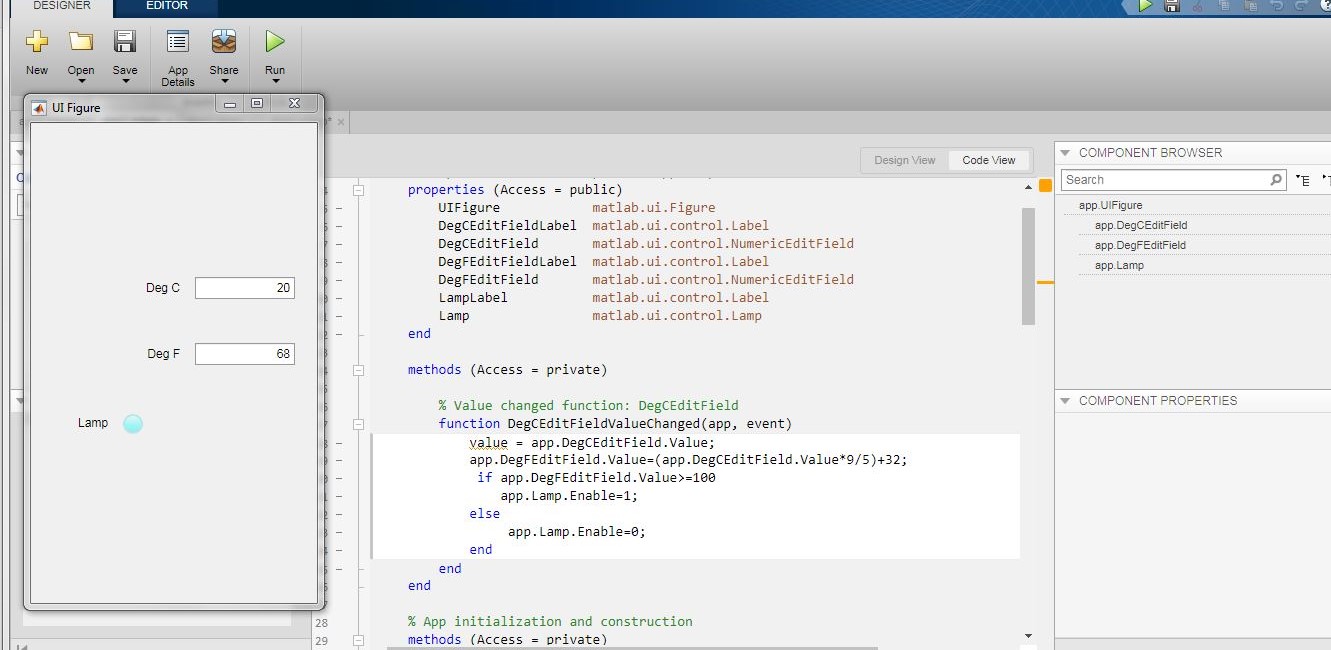 DESIGNER EDITOR
New Open Save App Details Share Run
UI Figure
Design View Code View
Deg C 20
Deg F 68
Lamp
properties (Access = public)
UIFigure matlab.ui.Figure
DegCEditFieldLabel matlab.ui.control.Label
DegCEditField matlab.ui.control.NumericEditField
DegFEditFieldLabel matlab.ui.control.Label
DegFEditField matlab.ui.control.NumericEditField
LampLabel matlab.ui.control.Label
Lamp matlab.ui.control.Lamp
end
methods (Access = private)
% Value changed function: DegCEditField
function DegCEditFieldValueChanged(app, event)
value = app.DegCEditField.Value;
app.DegFEditField.Value=(app.DegCEditField.Value*9/5)+32;
if app.DegFEditField.Value>=100
app.Lamp.Enable=1;
else
app.Lamp.Enable=0;
end
end
end
28 % App initialization and construction
29 methods (Access = private)
COMPONENT BROWSER
Search
app.UIFigure
app.DegCEditField
app.DegFEditField
app.Lamp
COMPONENT PROPERTIES